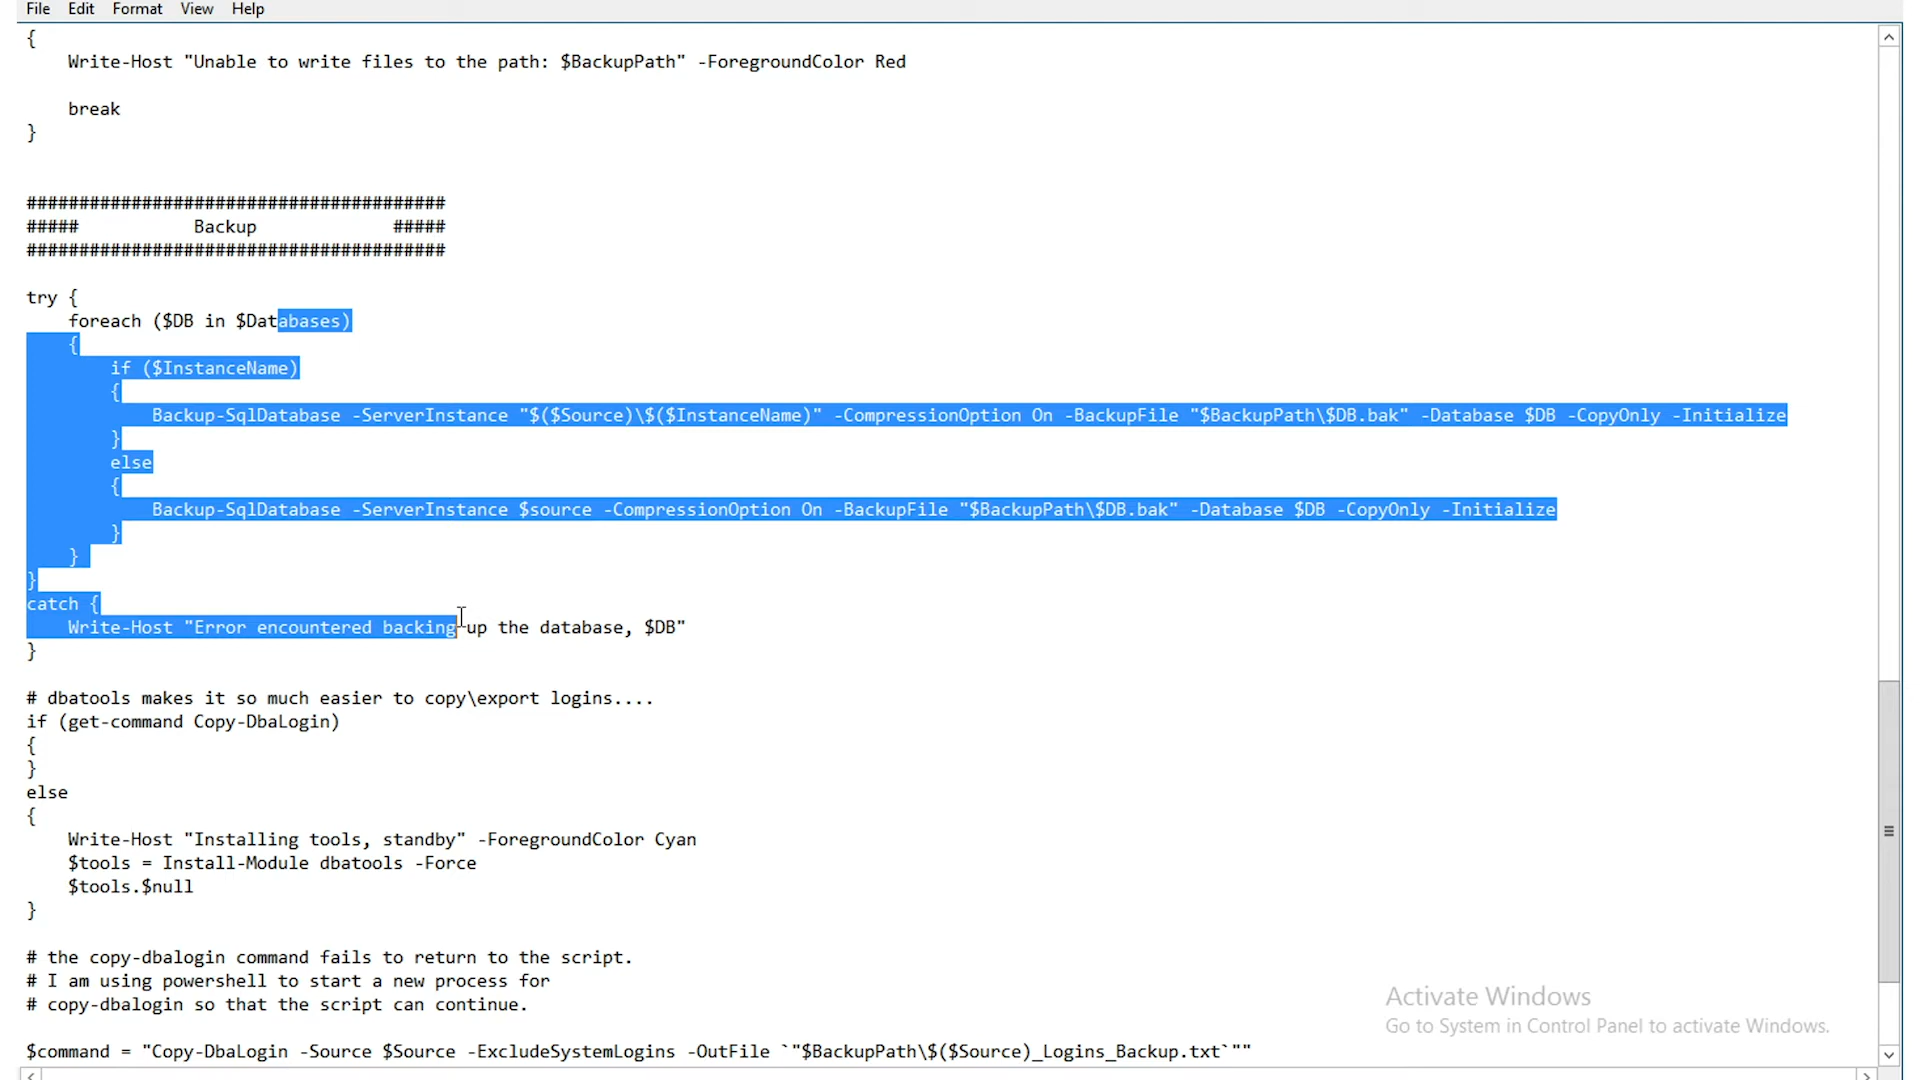 File Edit Format View Help
{
    Write-Host "Unable to write files to the path: $BackupPath" -ForegroundColor Red
    break
}
########################################
##### Backup #####
########################################
try {
    foreach ($DB in $Databases)
    {
        if ($InstanceName)
        {
            Backup-SqlDatabase -ServerInstance "$($Source)\$($InstanceName)" -CompressionOption On -BackupFile "$BackupPath\$DB.bak" -Database $DB -CopyOnly -Initialize
        }
        else
        {
            Backup-SqlDatabase -ServerInstance $source -CompressionOption On -BackupFile "$BackupPath\$DB.bak" -Database $DB -CopyOnly -Initialize
        }
    }
}
catch {
    Write-Host "Error encountered backing up the database, $DB"
}
# dbatools makes it so much easier to copy\export logins....
if (get-command Copy-DbaLogin)
{
}
else
{
    Write-Host "Installing tools, standby" -ForegroundColor Cyan
    $tools = Install-Module dbatools -Force
    $tools.$null
}
# the copy-dbalogin command fails to return to the script.
# I am using powershell to start a new process for
# copy-dbalogin so that the script can continue.
Activate Windows
Go to System in Control Panel to activate Windows.
$command = "Copy-DbaLogin -Source $Source -ExcludeSystemLogins -OutFile `"$BackupPath\$($Source)_Logins_Backup.txt`""